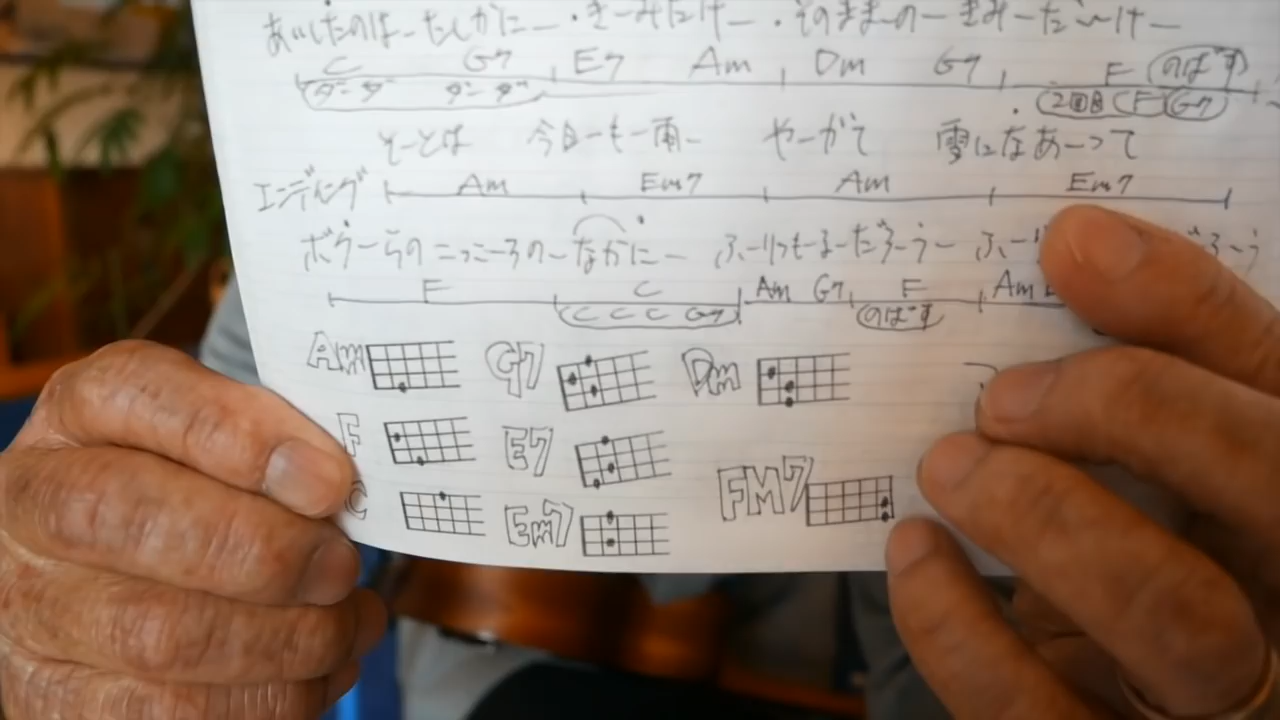 あいしたのは-たしかに-・きーみだけー・そのままのーきみーだ〜けー
C G7 E7 Am Dm G7 F のばす
ダーダ ダーダ 2回目 F G7
そーとは 今日ーも一雨- やーがて 雪になあーって
エンディング Am Em7 Am Em7
ボクーらのこっころの-なかに- ふーりつもーるーだろーうー ふー ろーう
F C Am G7 F Am
C C C G7 のばす
Am G7 Dm
F E7 FM7
C Em7